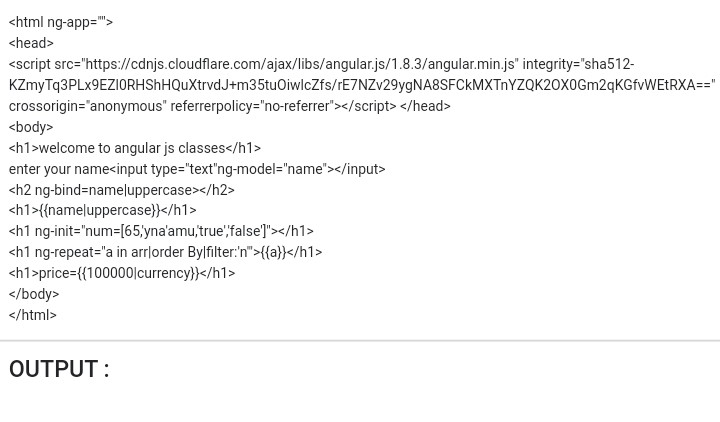 <html ng-app="">
<head>
<script src="https://cdnjs.cloudflare.com/ajax/libs/angular.js/1.8.3/angular.min.js" integrity="sha512-
KZmyTq3PLx9EZl0RHShHQuXtrvdJ+m35tuOiwlcZfs/rE7NZv29ygNA8SFCkMXTnYZQK2OX0Gm2qKGfvWEtRXA=="
crossorigin="anonymous" referrerpolicy="no-referrer"></script> </head>
<body>
<h1>welcome to angular js classes</h1>
enter your name<input type="text"ng-model="name"></input>
<h2 ng-bind=name|uppercase></h2>
<h1>{{name|uppercase}}</h1>
<h1 ng-init="num=[65,'yna'amu,'true','false']"></h1>
<h1 ng-repeat="a in arr|order By|filter:'n'">{{a}}</h1>
<h1>price={{100000|currency}}</h1>
</body>
</html>
OUTPUT :